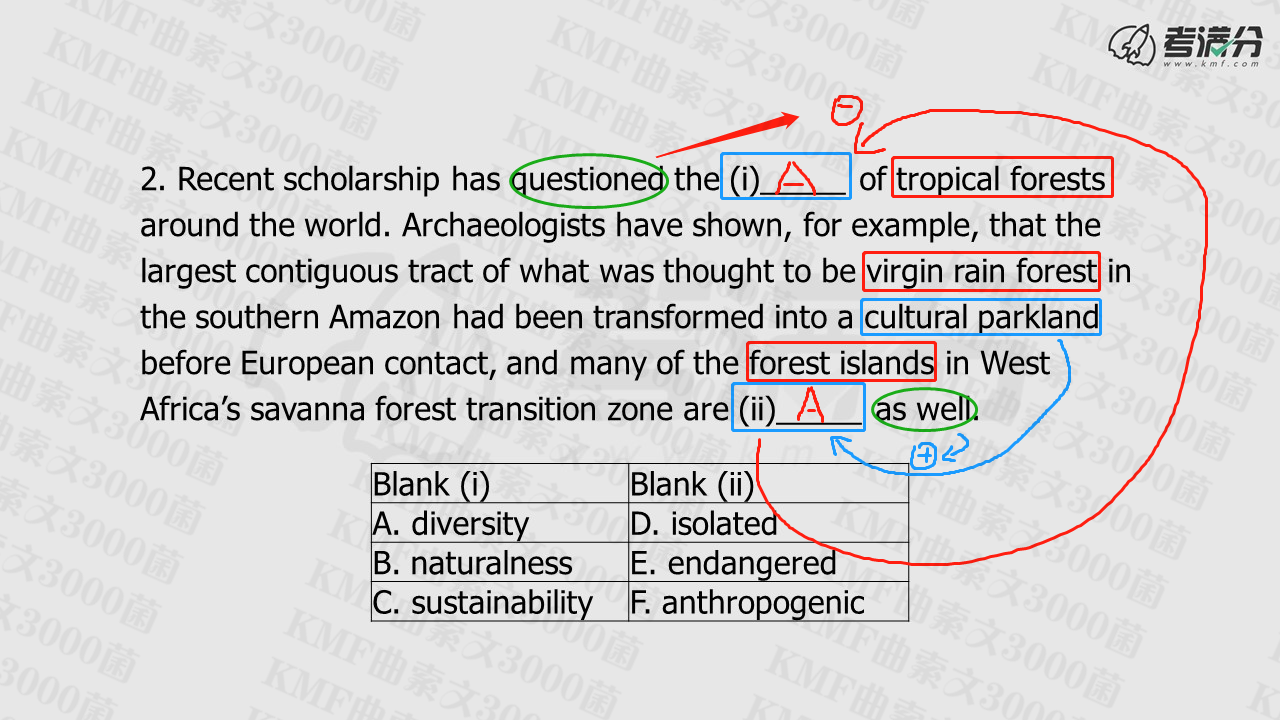 考满分
www.kmf.com
2. Recent scholarship has questioned the (i)_____ of tropical forests
around the world. Archaeologists have shown, for example, that the
largest contiguous tract of what was thought to be virgin rain forest in
the southern Amazon had been transformed into a cultural parkland
before European contact, and many of the forest islands in West
Africa's savanna forest transition zone are (ii)_____ as well.
Blank (i) Blank (ii)
A. diversity D. isolated
B. naturalness E. endangered
C. sustainability F. anthropogenic
KMF曲索文3000菌